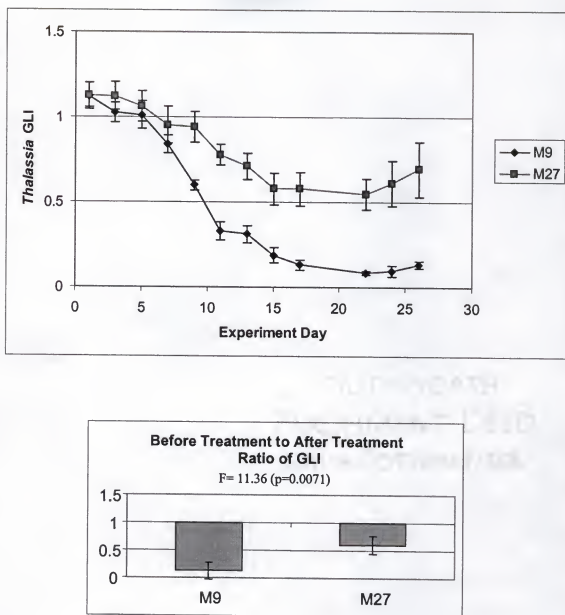 1.5
1
0.5
0
Thalassia GLI
0 5 10 15 20 25 30
Experiment Day
M9
M27
Before Treatment to After Treatment
Ratio of GLI
F= 11.36 (p=0.0071)
1.5
1
0.5
0
M9 M27